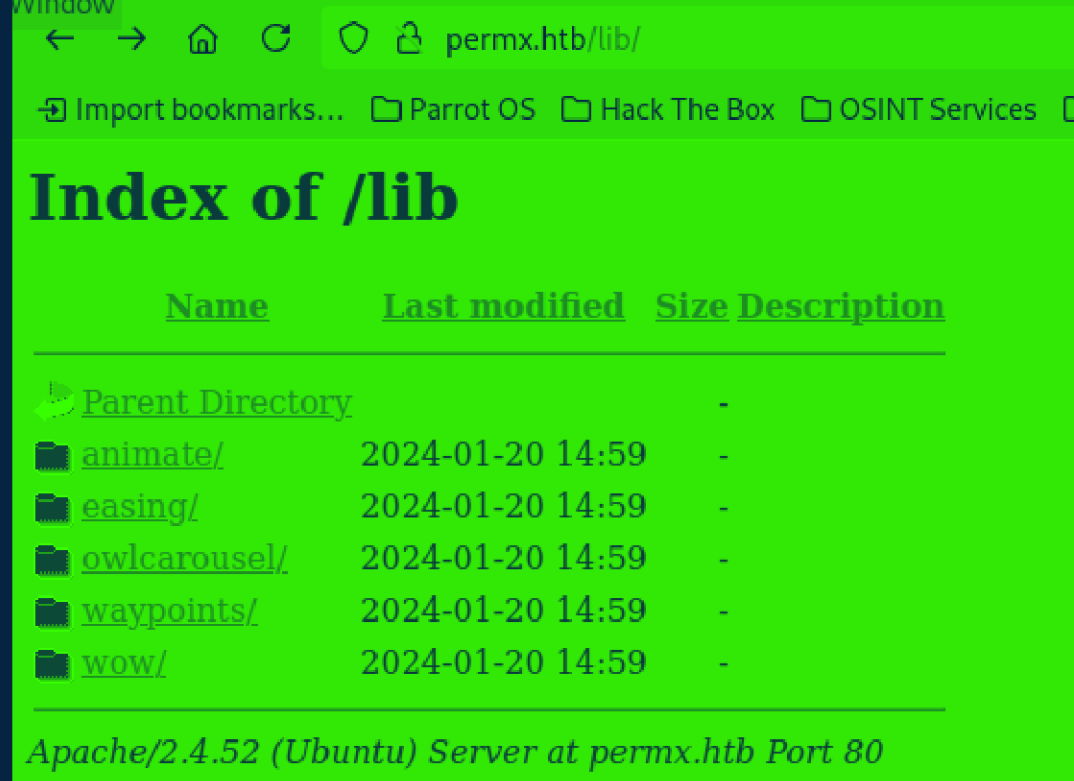 Window
permx.htb/lib/
Import bookmarks... Parrot OS Hack The Box OSINT Services
Index of /lib
Name Last modified Size Description
Parent Directory -
animate/ 2024-01-20 14:59 -
easing/ 2024-01-20 14:59 -
owlcarousel/ 2024-01-20 14:59 -
waypoints/ 2024-01-20 14:59 -
wow/ 2024-01-20 14:59 -
Apache/2.4.52 (Ubuntu) Server at permx.htb Port 80